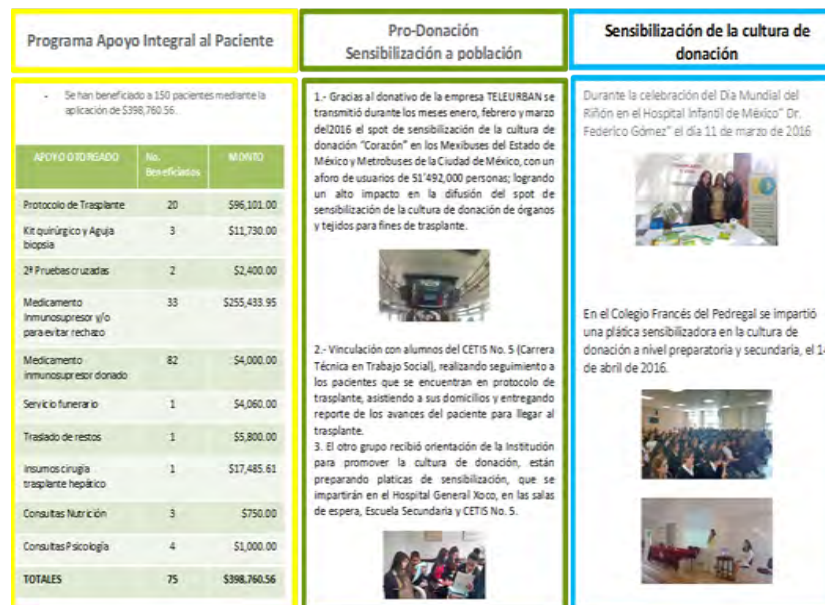 Programa Apoyo Integral al Paciente
- Se han beneficiado a 150 pacientes mediante la
aplicación de $398,760.56.
APOYO OTORGADO No. Beneficiados MONTO
Protocolo de Trasplante 20 $96,101.00
Kit quirúrgico y Aguja biopsia 3 $11,730.00
2ª Pruebas cruzadas 2 $2,400.00
Medicamento Inmunosupresor y/o para evitar rechazo 33 $255,433.95
Medicamento inmunosupresor donado 82 $4,000.00
Servicio funerario 1 $4,060.00
Traslado de restos 1 $5,800.00
Insumos cirugía trasplante hepático 1 $17,485.61
Consultas Nutrición 3 $750.00
Consultas Psicología 4 $1,000.00
TOTALES 75 $398,760.56
Pro-Donación
Sensibilización a población
1.- Gracias al donativo de la empresa TELEURBAN se
transmitió durante los meses enero, febrero y marzo
del2016 el spot de sensibilización de la cultura de
donación "Corazón" en los Mexibuses del Estado de
México y Metrobuses de la Ciudad de México, con un
aforo de usuarios de 51'492,000 personas; logrando
un alto impacto en la difusión del spot de
sensibilización de la cultura de donación de órganos
y tejidos para fines de trasplante.
2.- Vinculación con alumnos del CETIS No. 5 (Carrera
Técnica en Trabajo Social), realizando seguimiento a
los pacientes que se encuentran en protocolo de
trasplante, asistiendo a sus domicilios y entregando
reporte de los avances del paciente para llegar al
trasplante.
3. El otro grupo recibió orientación de la Institución
para promover la cultura de donación, están
preparando platicas de sensibilización, que se
impartirán en el Hospital General Xoco, en las salas
de espera, Escuela Secundaria y CETIS No. 5.
Sensibilización de la cultura de
donación
Durante la celebración del Día Mundial del
Riñón en el Hospital Infantil de México" Dr.
Federico Gómez" el día 11 de marzo de 2016
En el Colegio Francés del Pedregal se impartió
una plática sensibilizadora en la cultura de
donación a nivel preparatoria y secundaria, el 14
de abril de 2016.